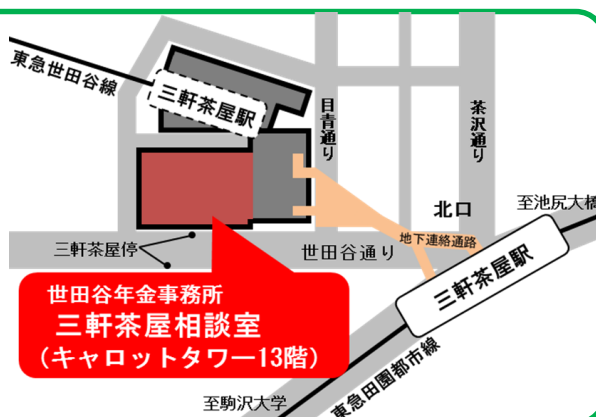 東急世田谷線
三軒茶屋駅
目青通り
茶沢通り
北口
至池尻大橋
地下連絡通路
三軒茶屋停
世田谷通り
三軒茶屋駅
世田谷年金事務所
三軒茶屋相談室
（キャロットタワー13階）
至駒沢大学
東急田園都市線